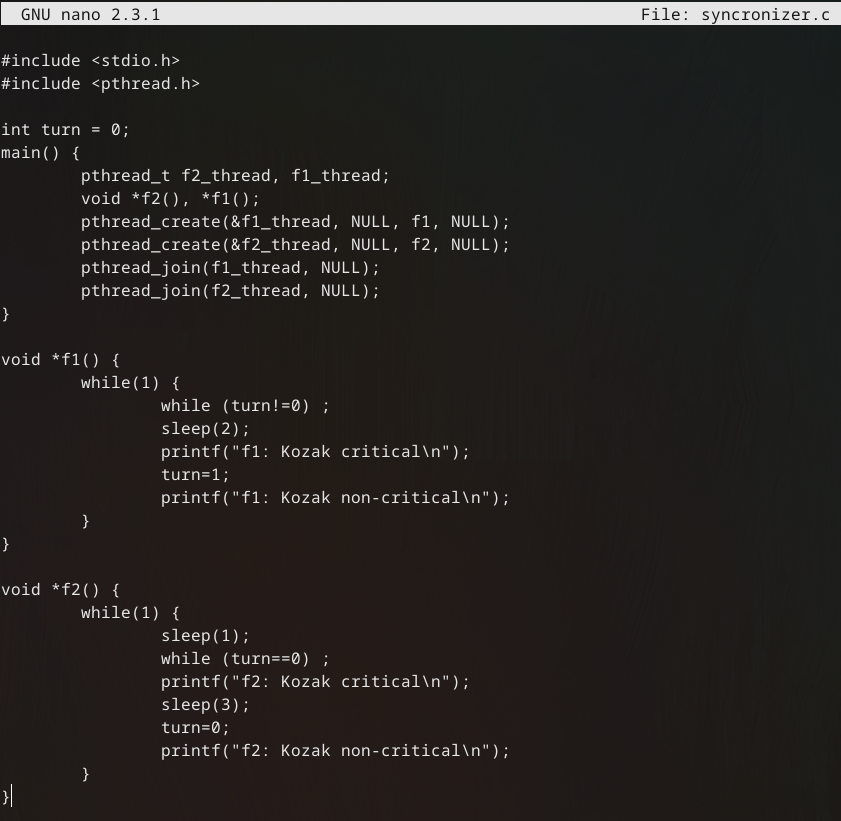 GNU nano 2.3.1 File: syncronizer.c
#include <stdio.h>
#include <pthread.h>
int turn = 0;
main() {
pthread_t f2_thread, f1_thread;
void *f2(), *f1();
pthread_create(&f1_thread, NULL, f1, NULL);
pthread_create(&f2_thread, NULL, f2, NULL);
pthread_join(f1_thread, NULL);
pthread_join(f2_thread, NULL);
}
void *f1() {
while(1) {
while (turn!=0) ;
sleep(2);
printf("f1: Kozak critical\n");
turn=1;
printf("f1: Kozak non-critical\n");
}
}
void *f2() {
while(1) {
sleep(1);
while (turn==0) ;
printf("f2: Kozak critical\n");
sleep(3);
turn=0;
printf("f2: Kozak non-critical\n");
}
}